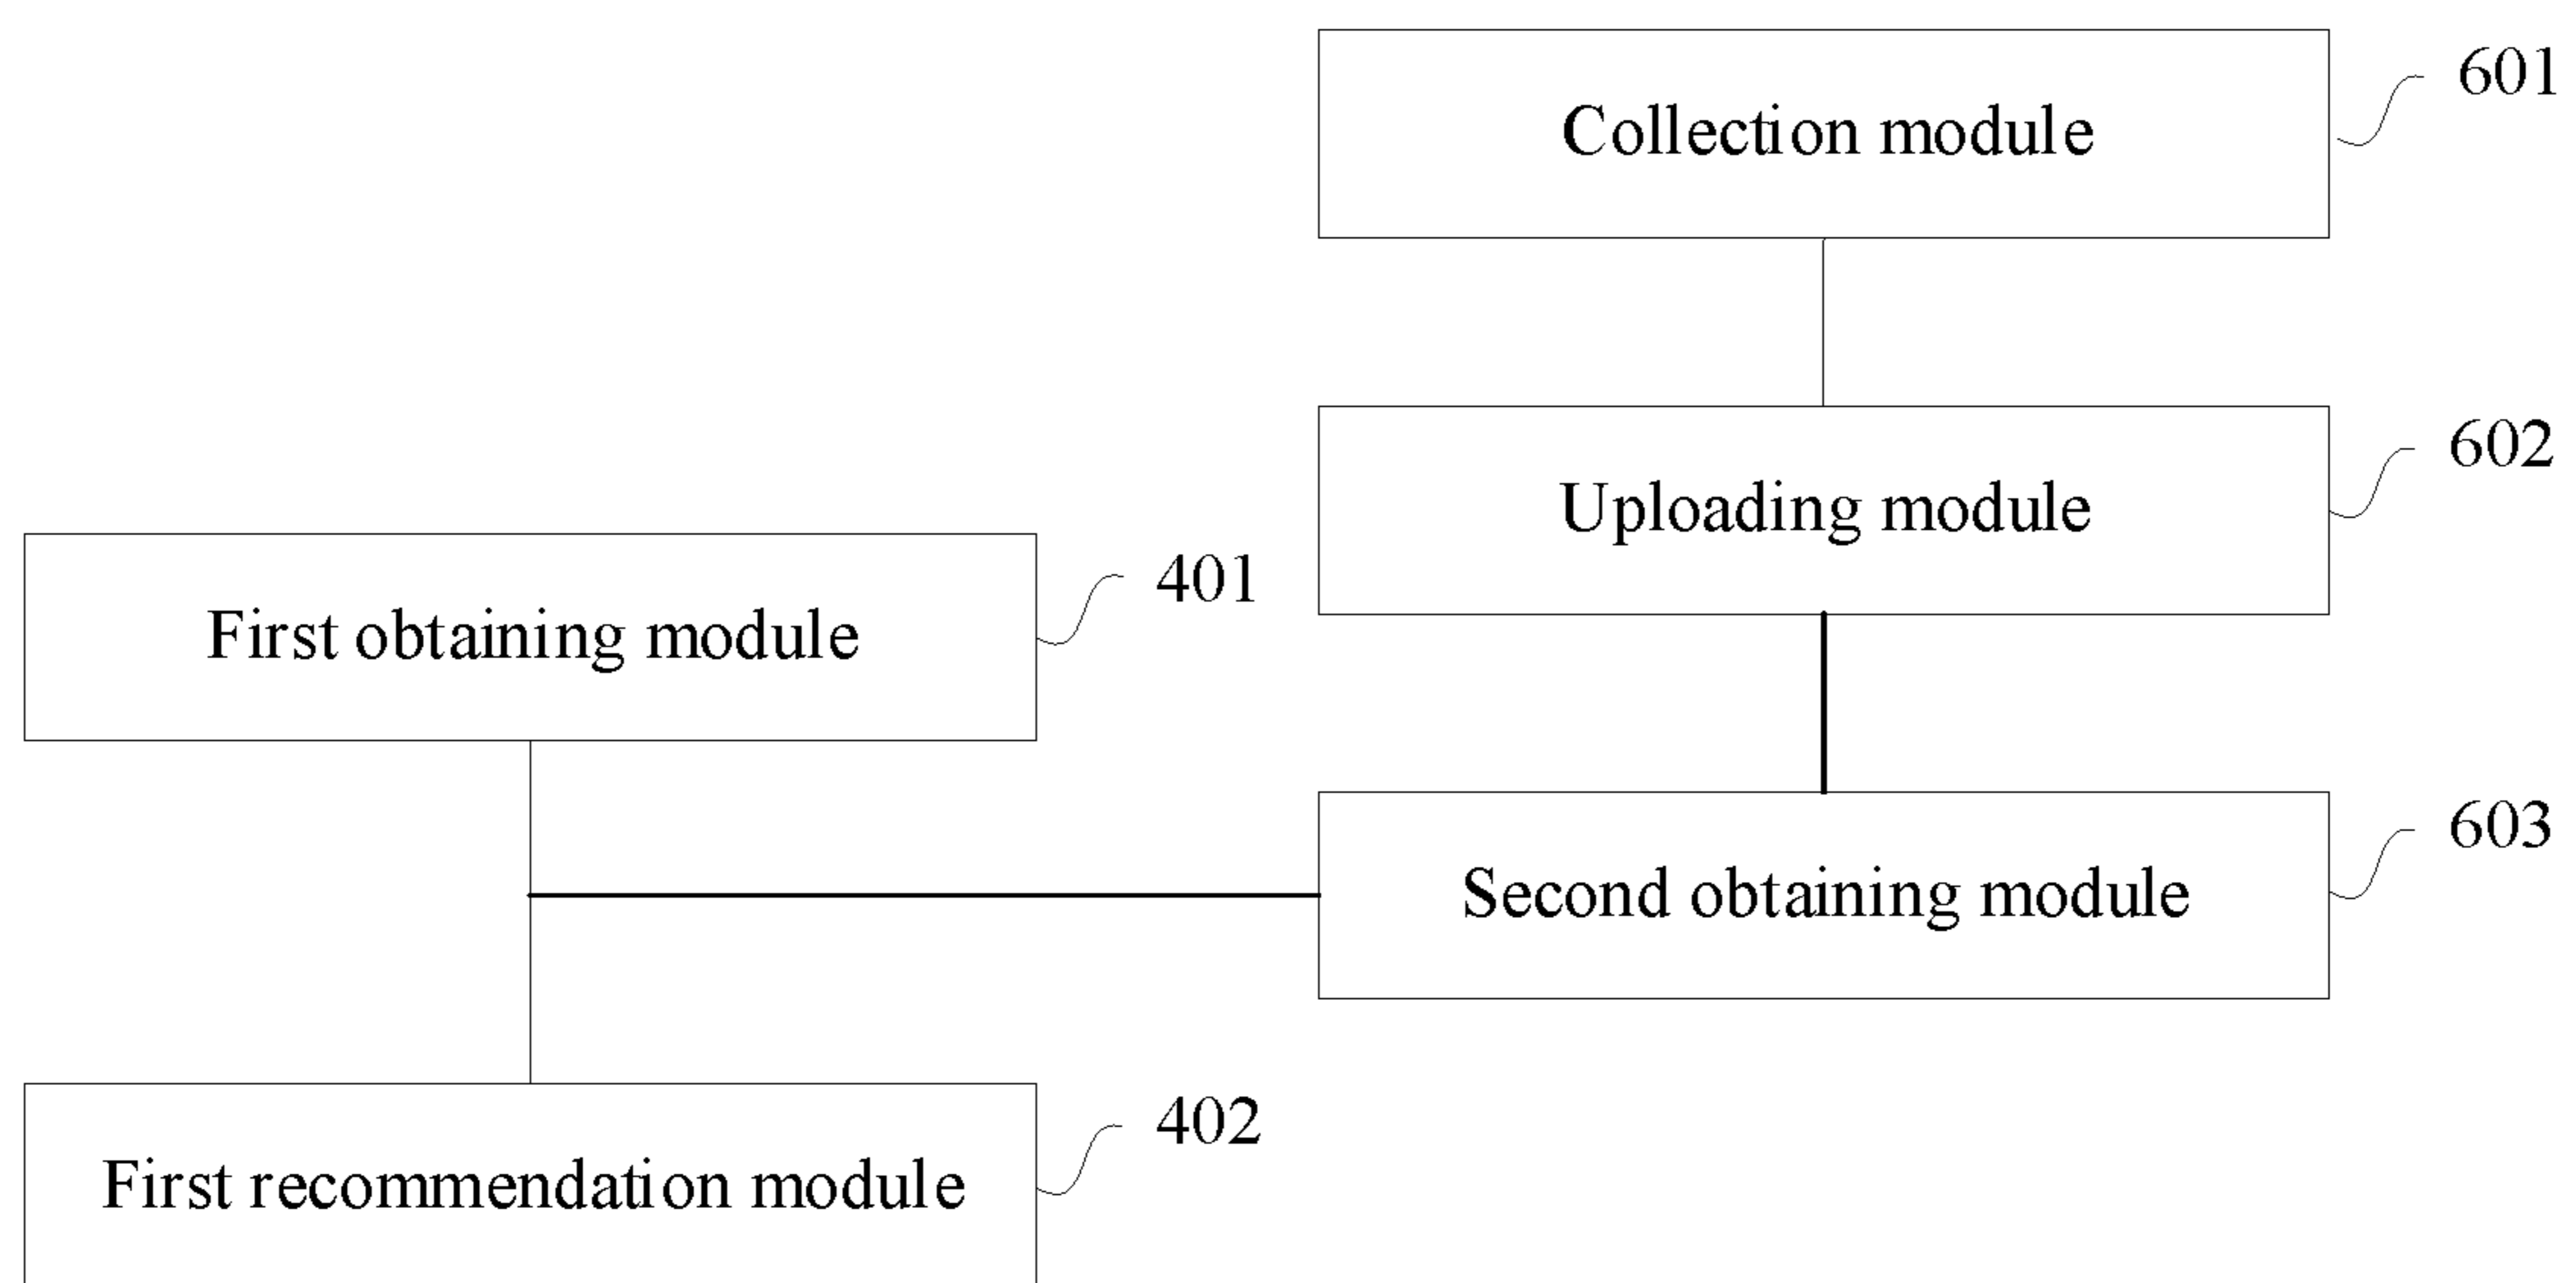 601
Collection module
602
Uploading module
401
First obtaining module
603
Second obtaining module
402
First recommendation module